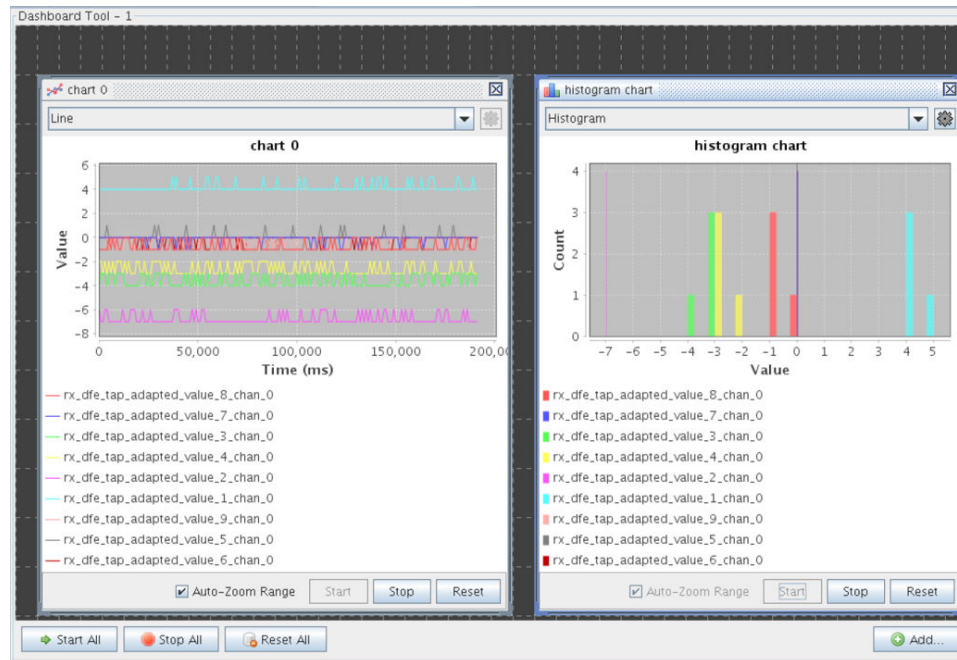 Dashboard Tool - 1
chart 0
Line
chart 0
6
4
2
0
-2
-4
-6
-8
Value
0 50,000 100,000 150,000 200,00
Time (ms)
rx_dfe_tap_adapted_value_8_chan_0
rx_dfe_tap_adapted_value_7_chan_0
rx_dfe_tap_adapted_value_3_chan_0
rx_dfe_tap_adapted_value_4_chan_0
rx_dfe_tap_adapted_value_2_chan_0
rx_dfe_tap_adapted_value_1_chan_0
rx_dfe_tap_adapted_value_9_chan_0
rx_dfe_tap_adapted_value_5_chan_0
rx_dfe_tap_adapted_value_6_chan_0
Auto-Zoom Range Start Stop Reset
histogram chart
Histogram
histogram chart
4
3
2
1
0
Count
-7 -6 -5 -4 -3 -2 -1 0 1 2 3 4 5
Value
rx_dfe_tap_adapted_value_8_chan_0
rx_dfe_tap_adapted_value_7_chan_0
rx_dfe_tap_adapted_value_3_chan_0
rx_dfe_tap_adapted_value_4_chan_0
rx_dfe_tap_adapted_value_2_chan_0
rx_dfe_tap_adapted_value_1_chan_0
rx_dfe_tap_adapted_value_9_chan_0
rx_dfe_tap_adapted_value_5_chan_0
rx_dfe_tap_adapted_value_6_chan_0
Auto-Zoom Range Start Stop Reset
Start All Stop All Reset All Add...